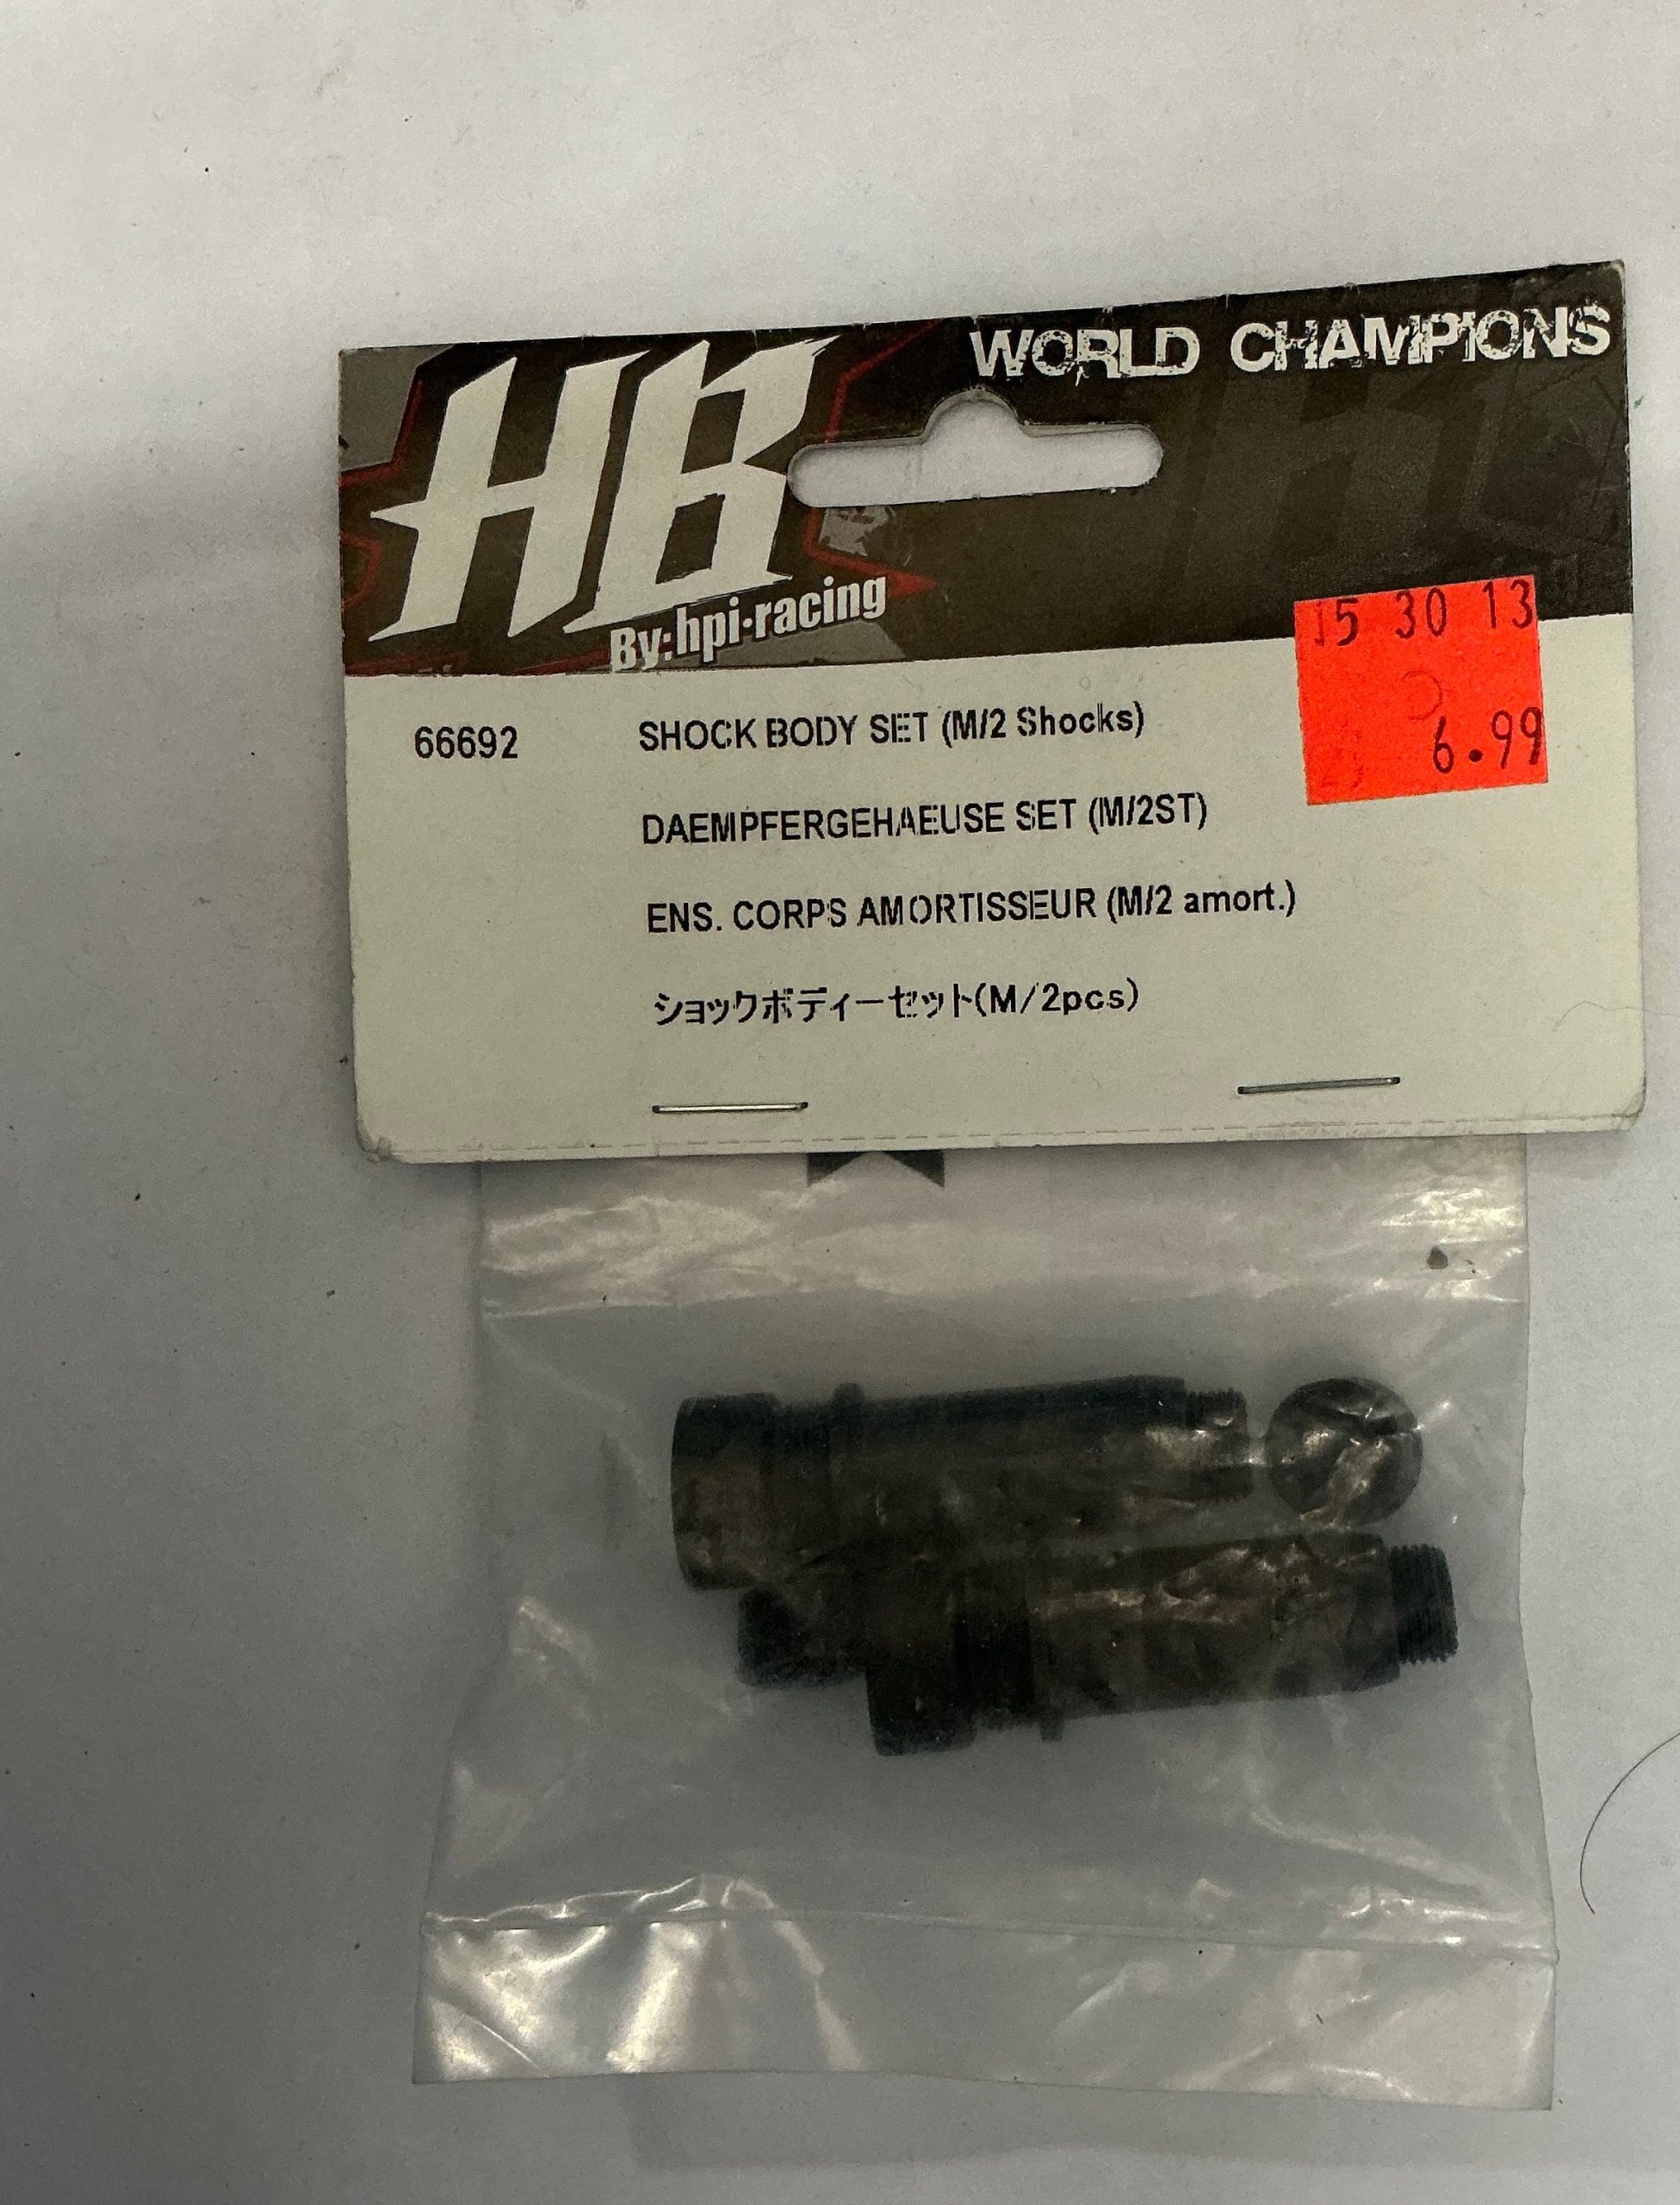 WORLD CHAMPIONS
HB
By:hpi·racing
15 30 13
6.99
66692 SHOCK BODY SET (M/2 Shocks)
DAEMPFERGEHAEUSE SET (M/2ST)
ENS. CORPS AMORTISSEUR (M/2 amort.)
ショックボディーセット(M/2pcs)